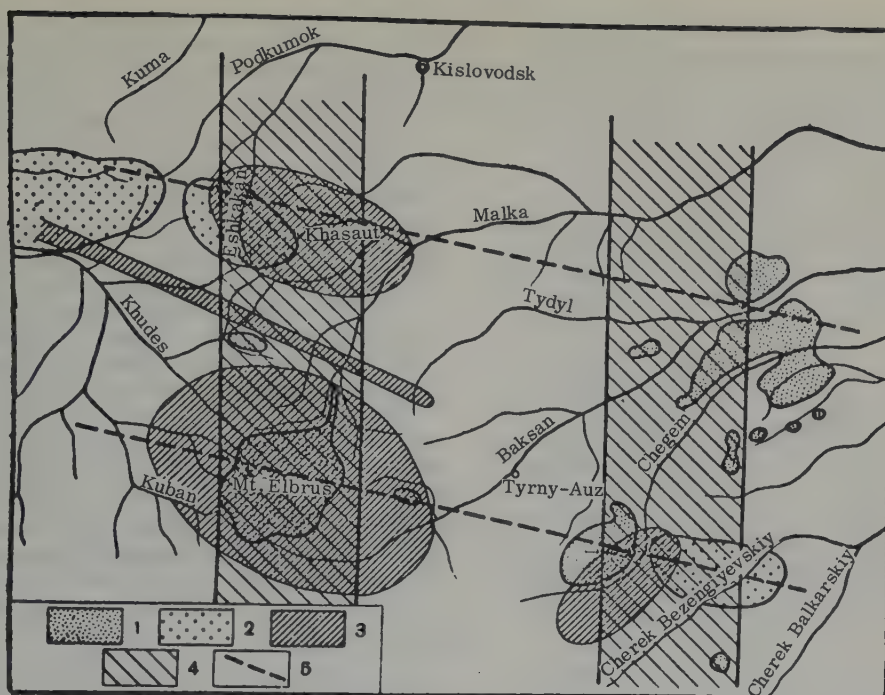 Kuma
Podkumok
Kislovodsk
Eshkakon
Khasaut
Malka
Tydyl
Khudes
Baksan
Chegem
Tyrny-Auz
Kuban
Mt. Elbrus
Cherek Bezengiyevskiy
Cherek Balkarskiy
1
2
3
4
5